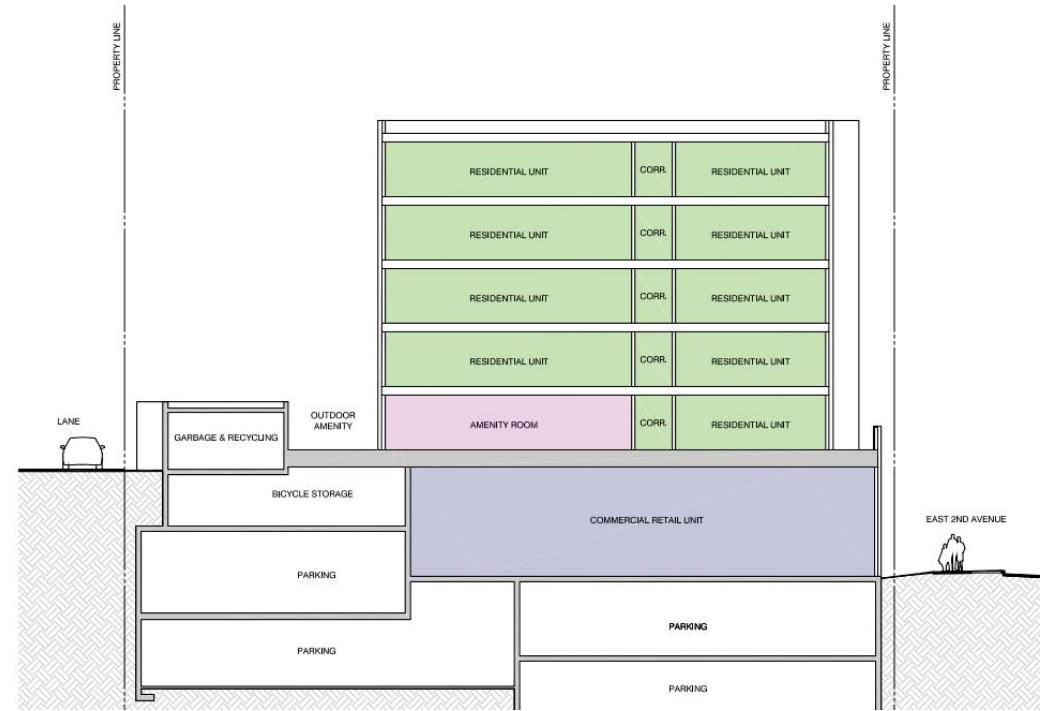 PROPERTY LINE
PROPERTY LINE
RESIDENTIAL UNIT
CORR.
RESIDENTIAL UNIT
RESIDENTIAL UNIT
CORR.
RESIDENTIAL UNIT
RESIDENTIAL UNIT
CORR.
RESIDENTIAL UNIT
RESIDENTIAL UNIT
CORR.
RESIDENTIAL UNIT
LANE
GARBAGE & RECYCLING
OUTDOOR
AMENITY
AMENITY ROOM
CORR.
RESIDENTIAL UNIT
BICYCLE STORAGE
COMMERCIAL RETAIL UNIT
EAST 2ND AVENUE
PARKING
PARKING
PARKING
PARKING